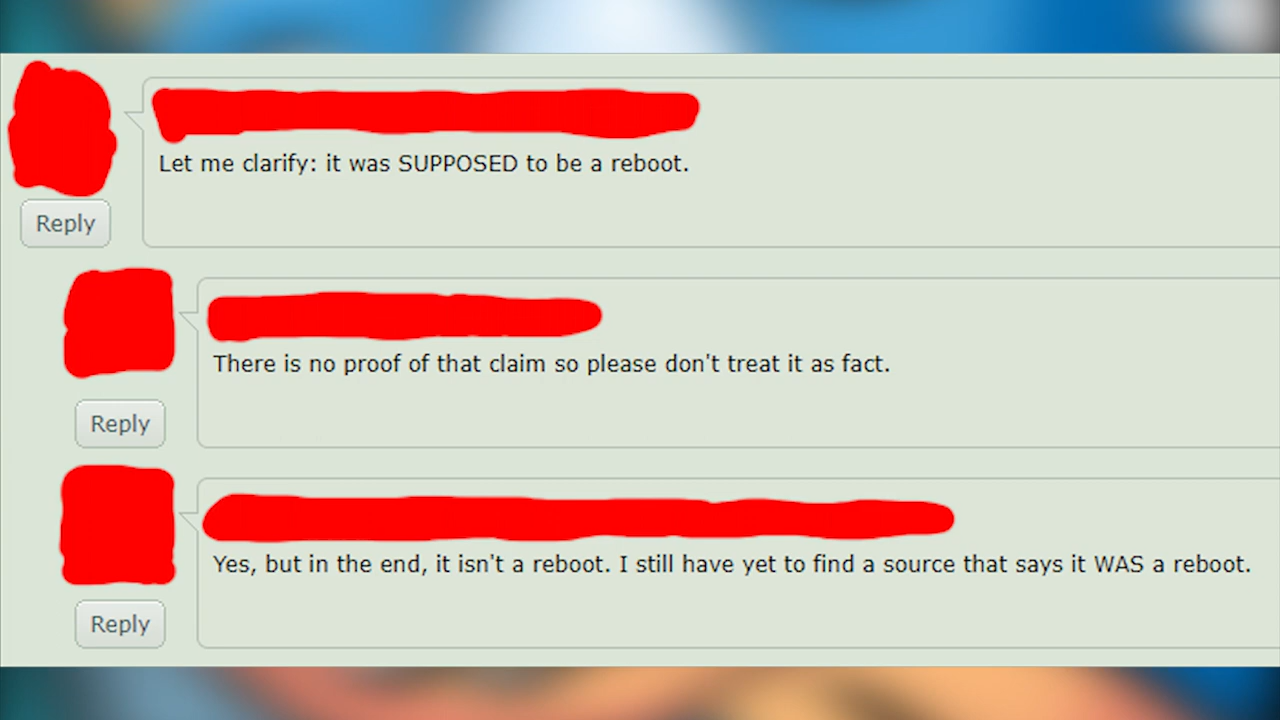 Let me clarify: it was SUPPOSED to be a reboot.
Reply
There is no proof of that claim so please don't treat it as fact.
Reply
Yes, but in the end, it isn't a reboot. I still have yet to find a source that says it WAS a reboot.
Reply